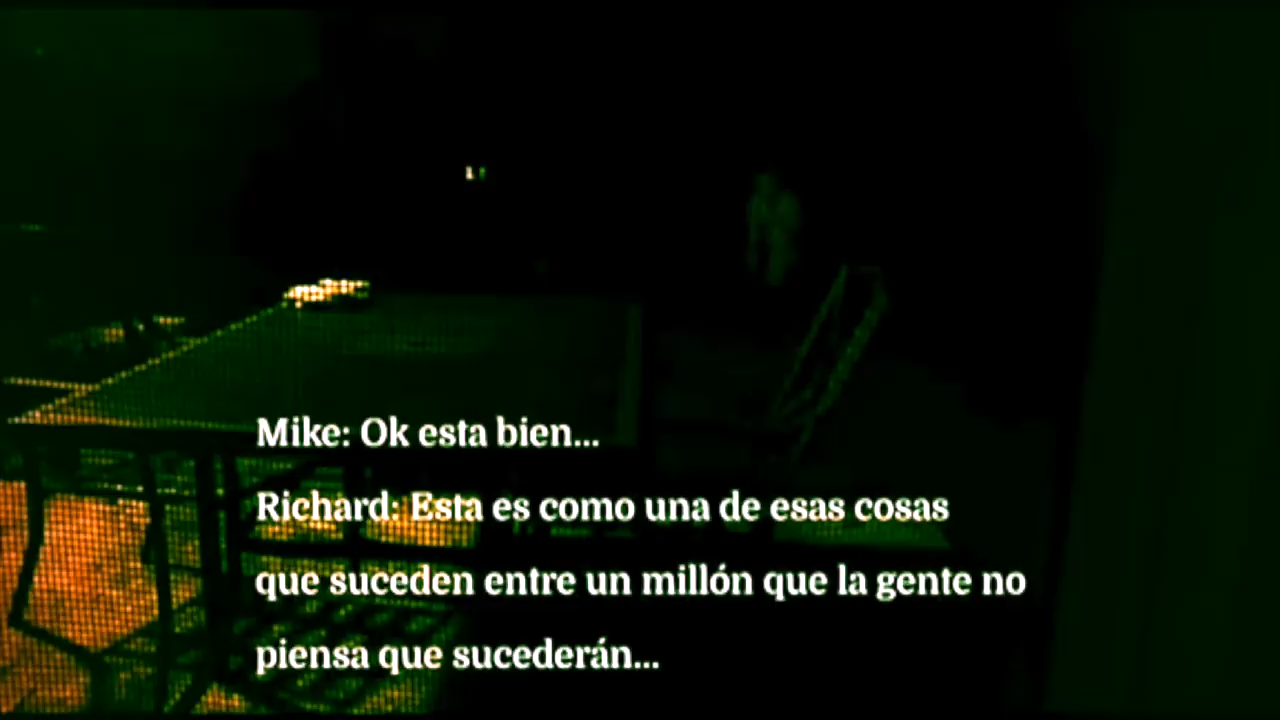 Mike: Ok esta bien...
Richard: Esta es como una de esas cosas
que suceden entre un millón que la gente no
piensa que sucederán...